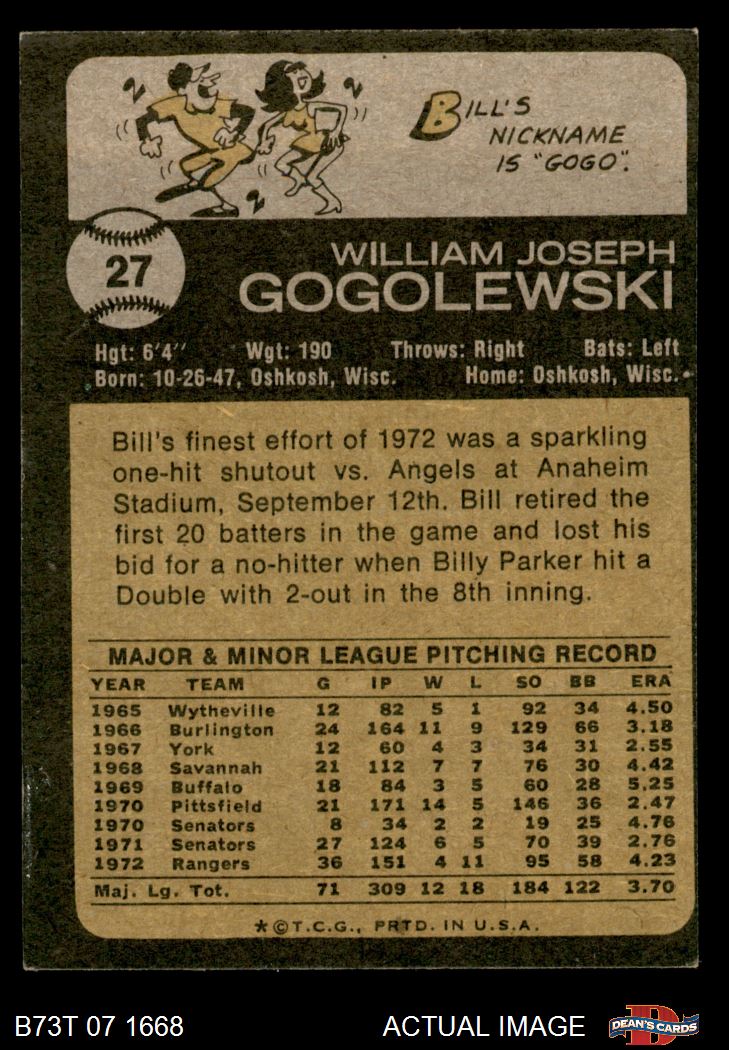 BILL'S
NICKNAME
IS "GOGO".
27
WILLIAM JOSEPH
GOGOLEWSKI
Hgt: 6'4" Wgt: 190 Throws: Right Bats: Left
Born: 10-26-47, Oshkosh, Wisc. Home: Oshkosh, Wisc.
Bill's finest effort of 1972 was a sparkling
one-hit shutout vs. Angels at Anaheim
Stadium, September 12th. Bill retired the
first 20 batters in the game and lost his
bid for a no-hitter when Billy Parker hit a
Double with 2-out in the 8th inning.
MAJOR & MINOR LEAGUE PITCHING RECORD
YEAR TEAM G IP W L SO BB ERA
1965 Wytheville 12 82 5 1 92 34 4.50
1966 Burlington 24 164 11 9 129 66 3.18
1967 York 12 60 4 3 34 31 2.55
1968 Savannah 21 112 7 7 76 30 4.42
1969 Buffalo 18 84 3 5 60 28 5.25
1970 Pittsfield 21 171 14 5 146 36 2.47
1970 Senators 8 34 2 2 19 25 4.76
1971 Senators 27 124 6 5 70 39 2.76
1972 Rangers 36 151 4 11 95 58 4.23
Maj. Lg. Tot. 71 309 12 18 184 122 3.70
*©T.C.G., PRTD. IN U.S.A.
B73T 07 1668 ACTUAL IMAGE D DEAN'S CARDS